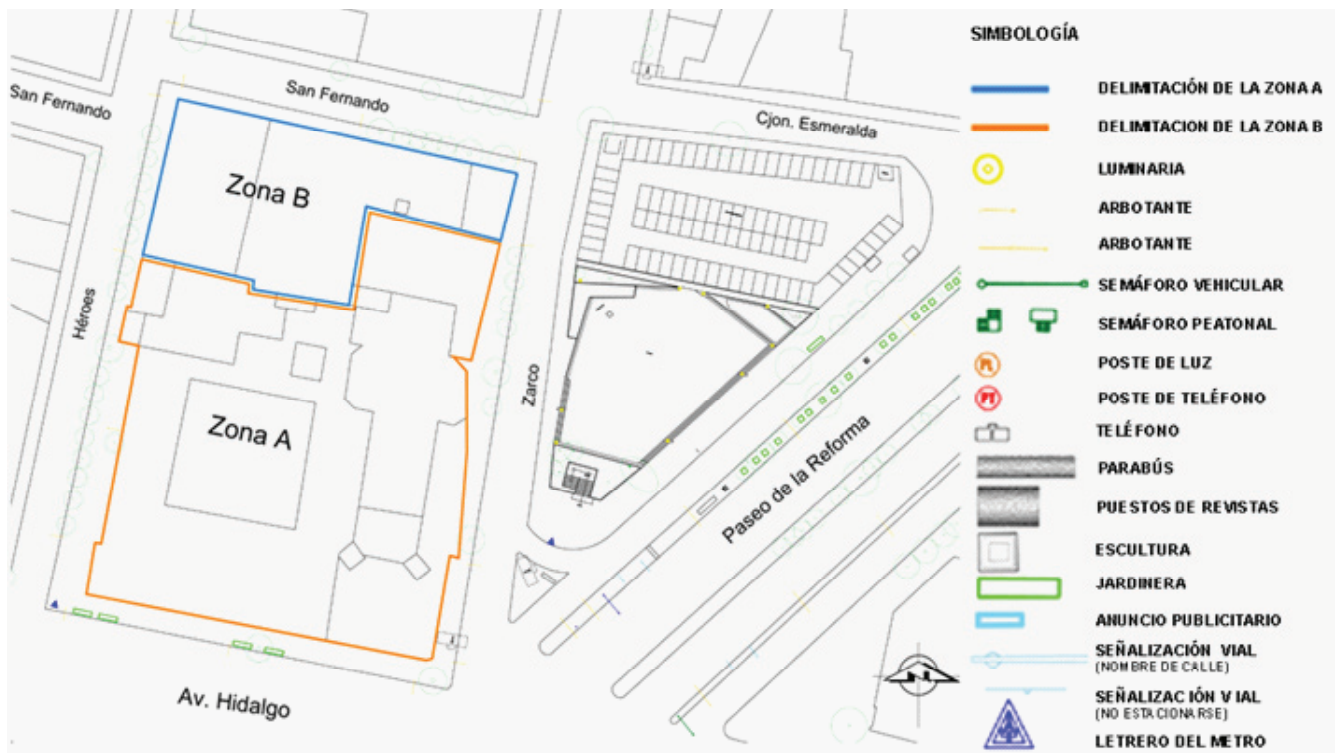 San Fernando
San Fernando
Cjon. Esmeralda
Zona B
Héroes
Zarco
Zona A
Paseo de la Reforma
Av. Hidalgo
N
SIMBOLOGÍA
DELIMITACIÓN DE LA ZONA A
DELIMITACION DE LA ZONA B
LUMINARIA
ARBOTANTE
ARBOTANTE
SEMÁFORO VEHICULAR
SEMÁFORO PEATONAL
PL POSTE DE LUZ
PT POSTE DE TELÉFONO
TELÉFONO
PARABÚS
PUESTOS DE REVISTAS
ESCULTURA
JARDINERA
ANUNCIO PUBLICITARIO
SEÑALIZACIÓN VIAL
(NOMBRE DE CALLE)
SEÑALIZACIÓN VIAL
(NO ESTACIONARSE)
LETRERO DEL METRO